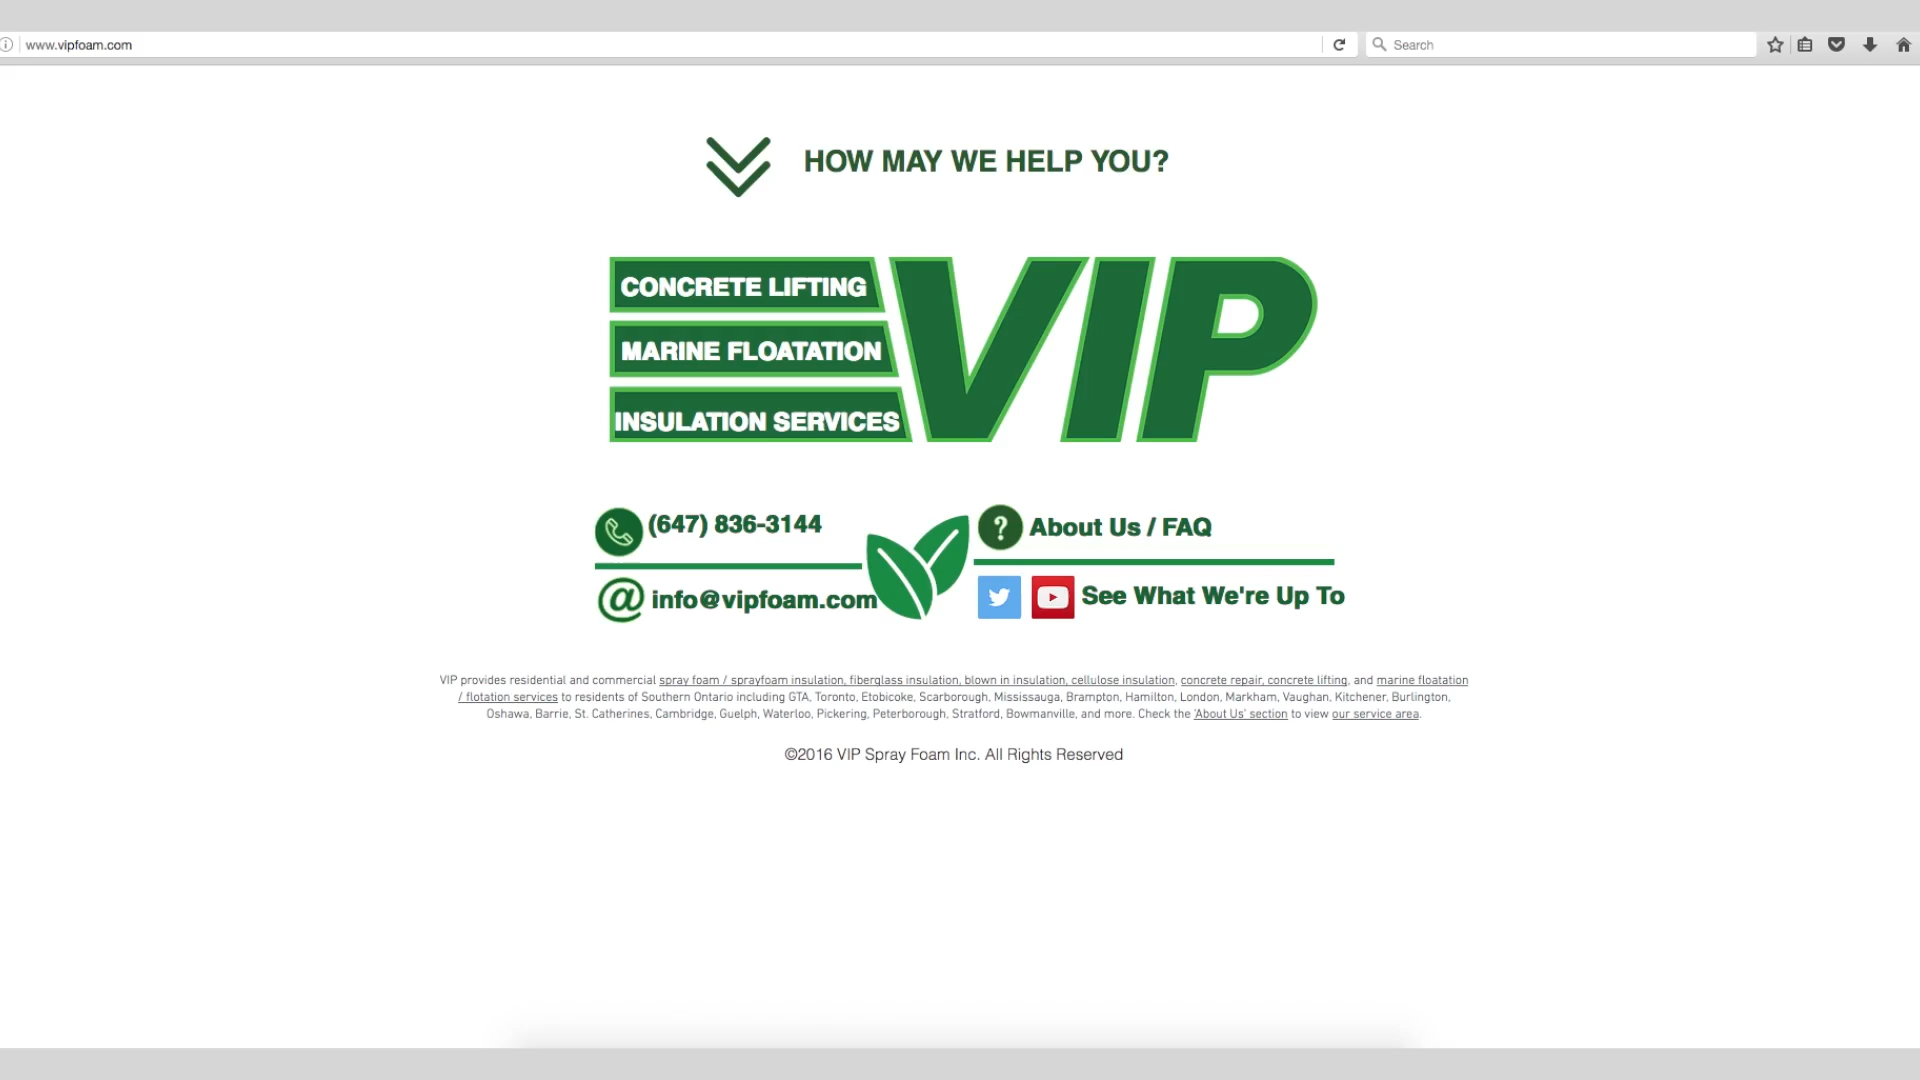 www.vipfoam.com
Search
HOW MAY WE HELP YOU?
CONCRETE LIFTING
MARINE FLOATATION
INSULATION SERVICES
VIP
(647) 836-3144
info@vipfoam.com
? About Us / FAQ
See What We're Up To
VIP provides residential and commercial spray foam / sprayfoam insulation, fiberglass insulation, blown in insulation, cellulose insulation, concrete repair, concrete lifting, and marine floatation
/ flotation services to residents of Southern Ontario including GTA, Toronto, Etobicoke, Scarborough, Mississauga, Brampton, Hamilton, London, Markham, Vaughan, Kitchener, Burlington,
Oshawa, Barrie, St. Catherines, Cambridge, Guelph, Waterloo, Pickering, Peterborough, Stratford, Bowmanville, and more. Check the 'About Us' section to view our service area.
©2016 VIP Spray Foam Inc. All Rights Reserved